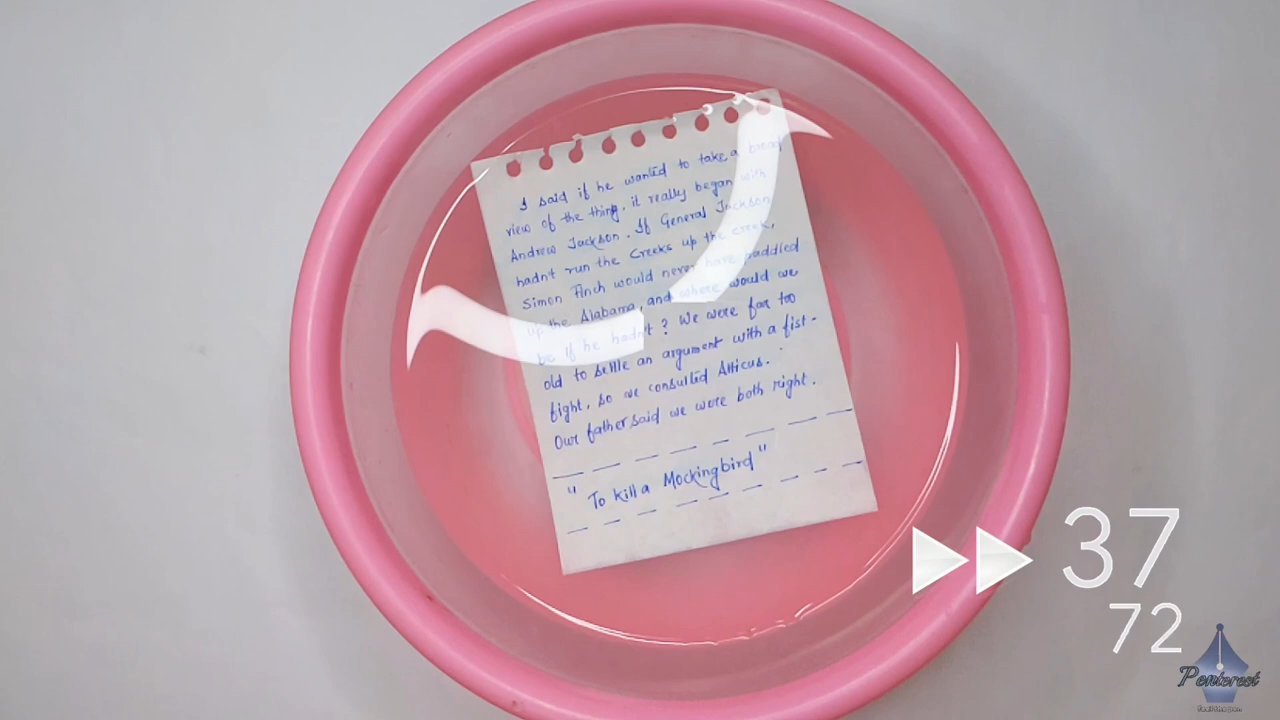 I said if he wanted to take a broad
view of the thing, it really began with
Andrew Jackson. If General Jackson
hadn't run the Creeks up the creek,
Simon Finch would never have paddled
up the Alabama, and where would we
be if he hadn't? We were far too
old to settle an argument with a fist-
fight, so we consulted Atticus.
Our father said we were both right.
"To kill a Mockingbird"
37
72
Penterest
feel the pen